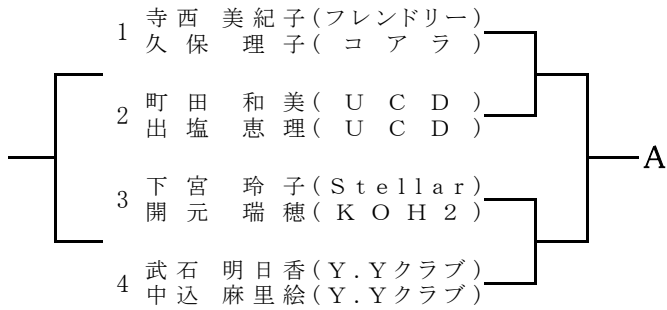 1 寺西 美紀子(フレンドリー)
久保 理子(コアラ)
2 町田 和美(UCD)
出塩 恵理(UCD)
A
3 下宮 玲子(Stellar)
開元 瑞穂(KOH2)
4 武石 明日香(Y.Yクラブ)
中込 麻里絵(Y.Yクラブ)